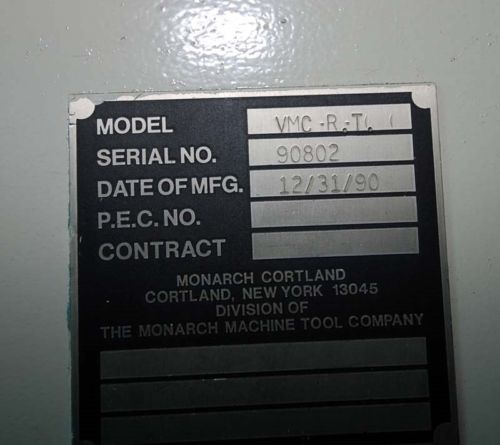 MODEL VMC-R-T
SERIAL NO. 90802
DATE OF MFG. 12/31/90
P.E.C. NO.
CONTRACT
MONARCH CORTLAND
CORTLAND, NEW YORK 13045
DIVISION OF
THE MONARCH MACHINE TOOL COMPANY